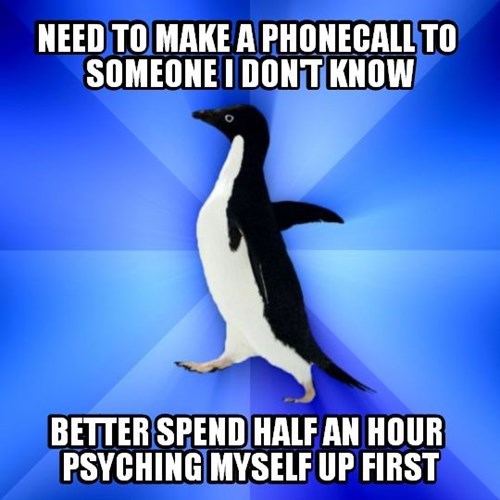 NEED TO MAKE A PHONECALL TO
SOMEONE I DON'T KNOW
BETTER SPEND HALF AN HOUR
PSYCHING MYSELF UP FIRST